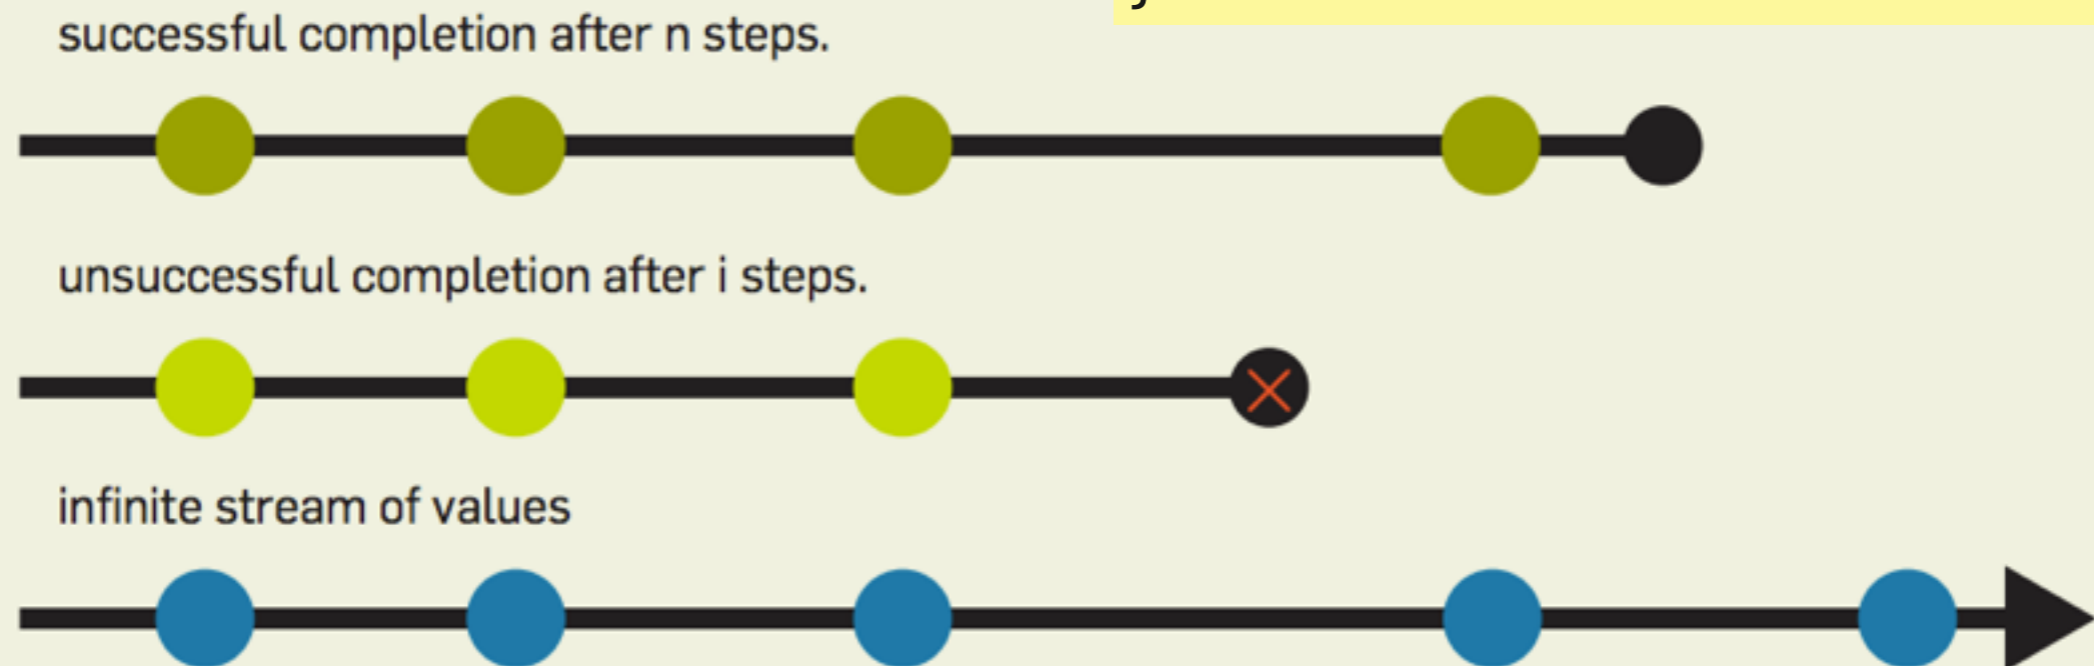 }
successful completion after n steps.
unsuccessful completion after i steps.
infinite stream of values